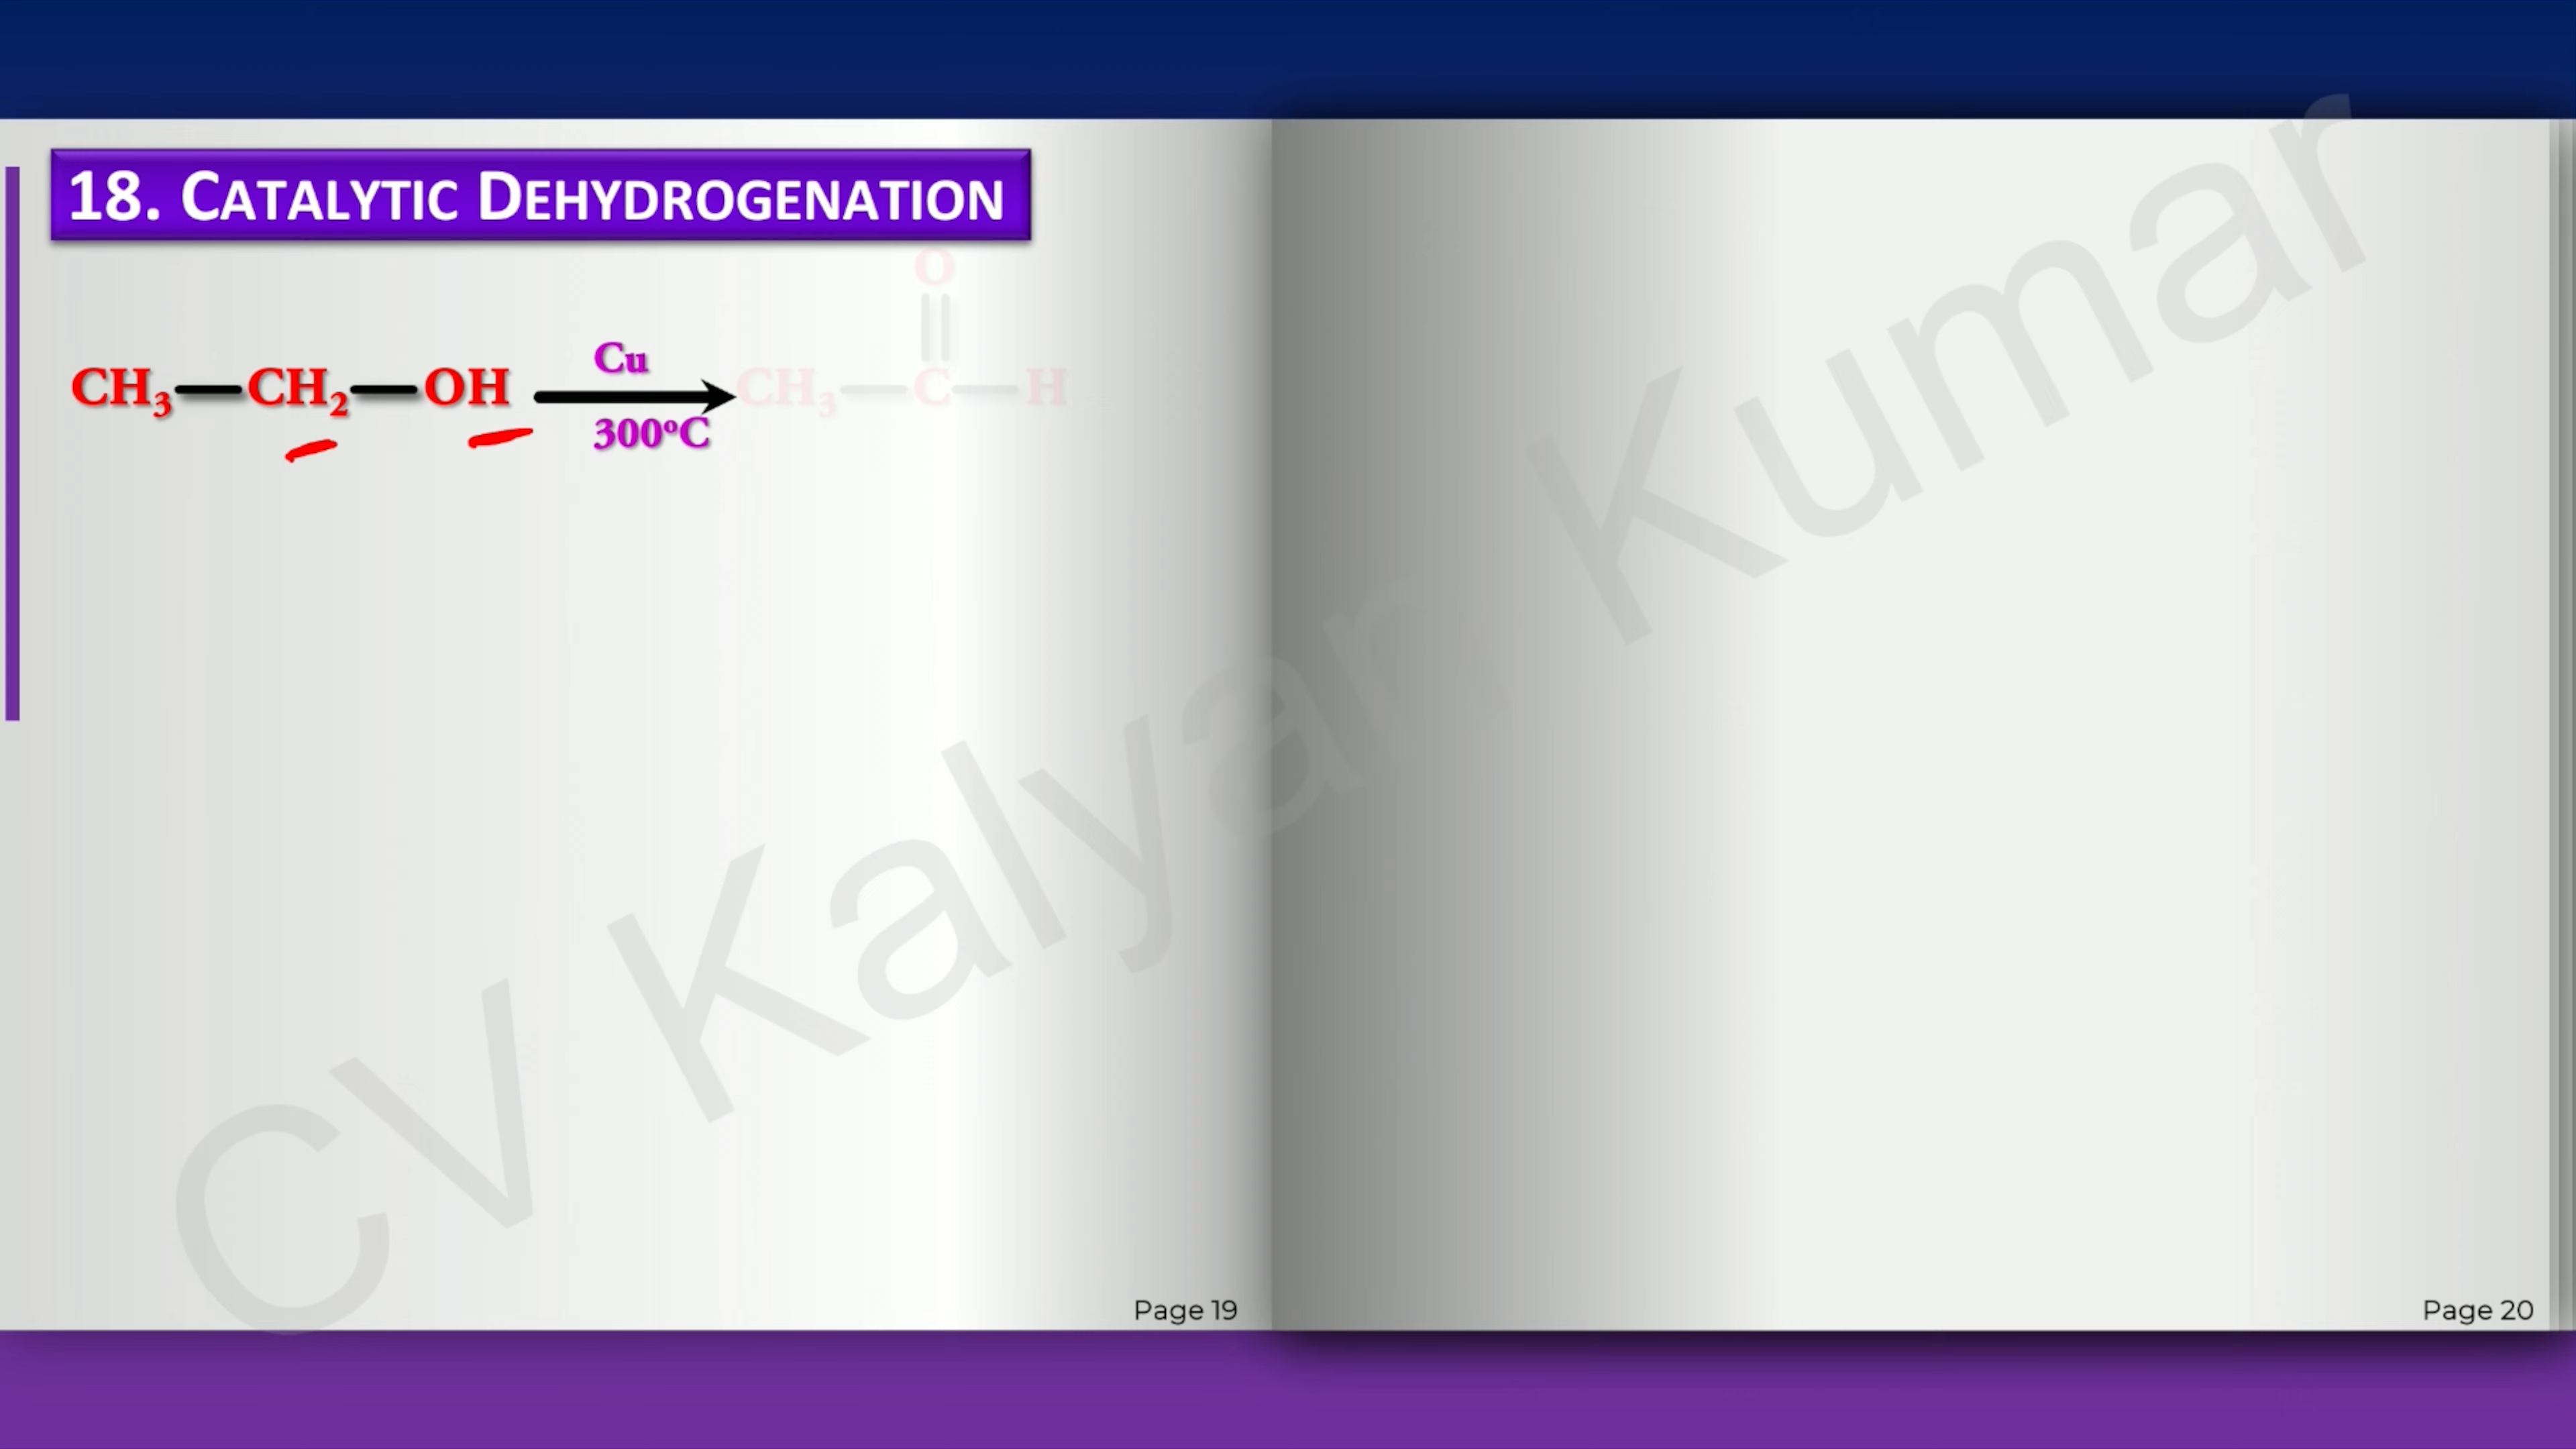 18. CATALYTIC DEHYDROGENATION
O
CH₃—CH₂—OH Cu 300°C CH₃—C—H
CV Kalyan Kumar
Page 19
Page 20